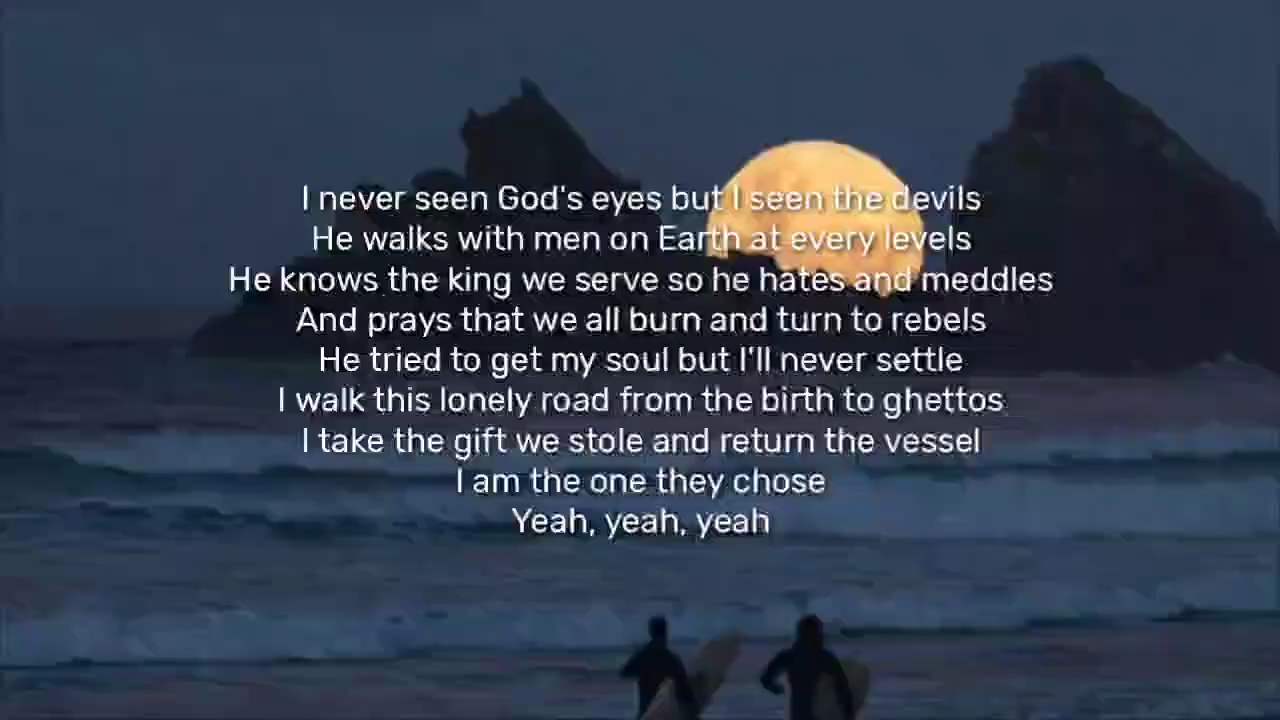 I never seen God's eyes but I seen the devils
He walks with men on Earth at every levels
He knows the king we serve so he hates and meddles
And prays that we all burn and turn to rebels
He tried to get my soul but I'll never settle
I walk this lonely road from the birth to ghettos
I take the gift we stole and return the vessel
I am the one they chose
Yeah, yeah, yeah